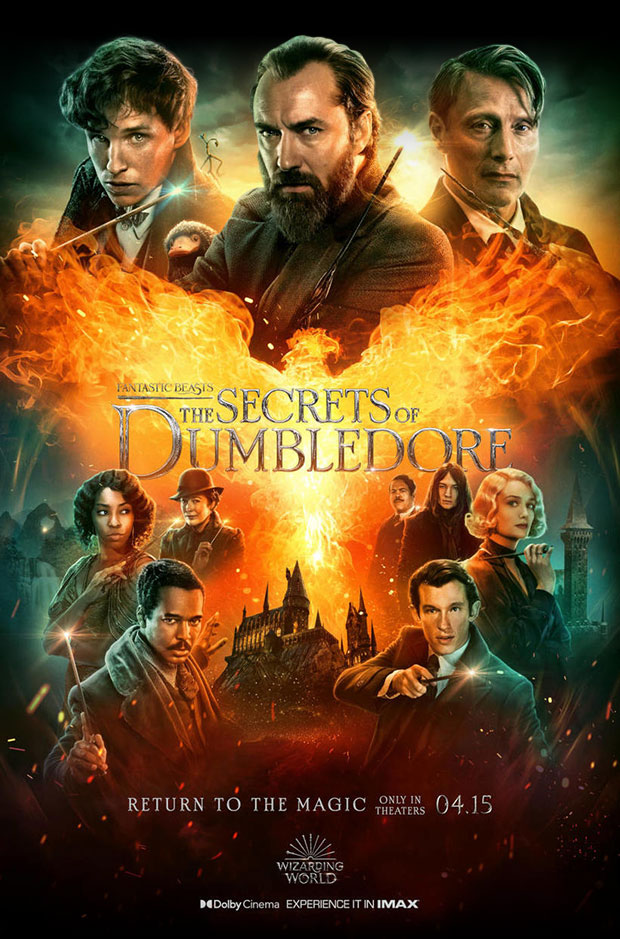 FANTASTIC BEASTS
THE SECRETS OF
DUMBLEDORE
RETURN TO THE MAGIC ONLY IN THEATERS 04.15
WIZARDING
WORLD
Dolby Cinema EXPERIENCE IT IN IMAX